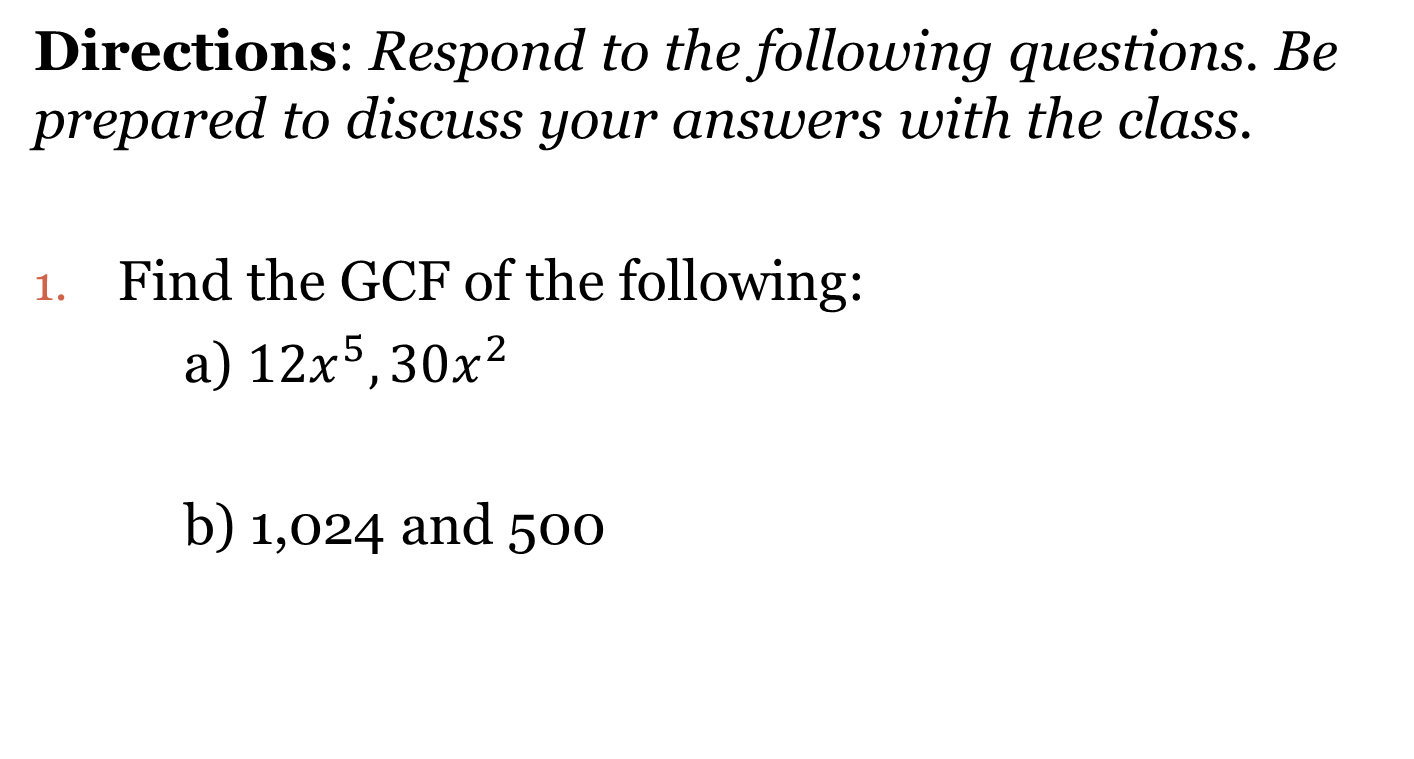 Directions: Respond to the following questions. Be
prepared to discuss your answers with the class.
1. Find the GCF of the following:
a) 12x⁵, 30x²
b) 1,024 and 500